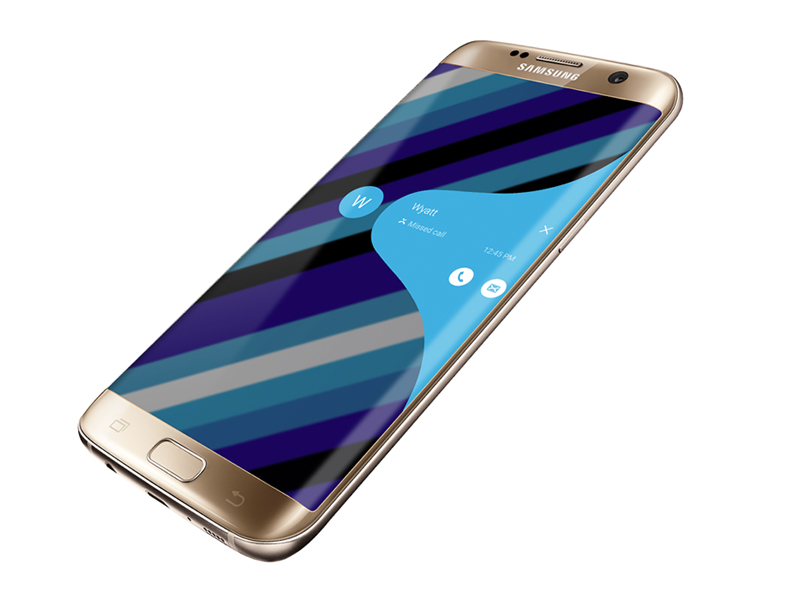 SAMSUNG
W
Wyatt
Missed call
12:45 PM